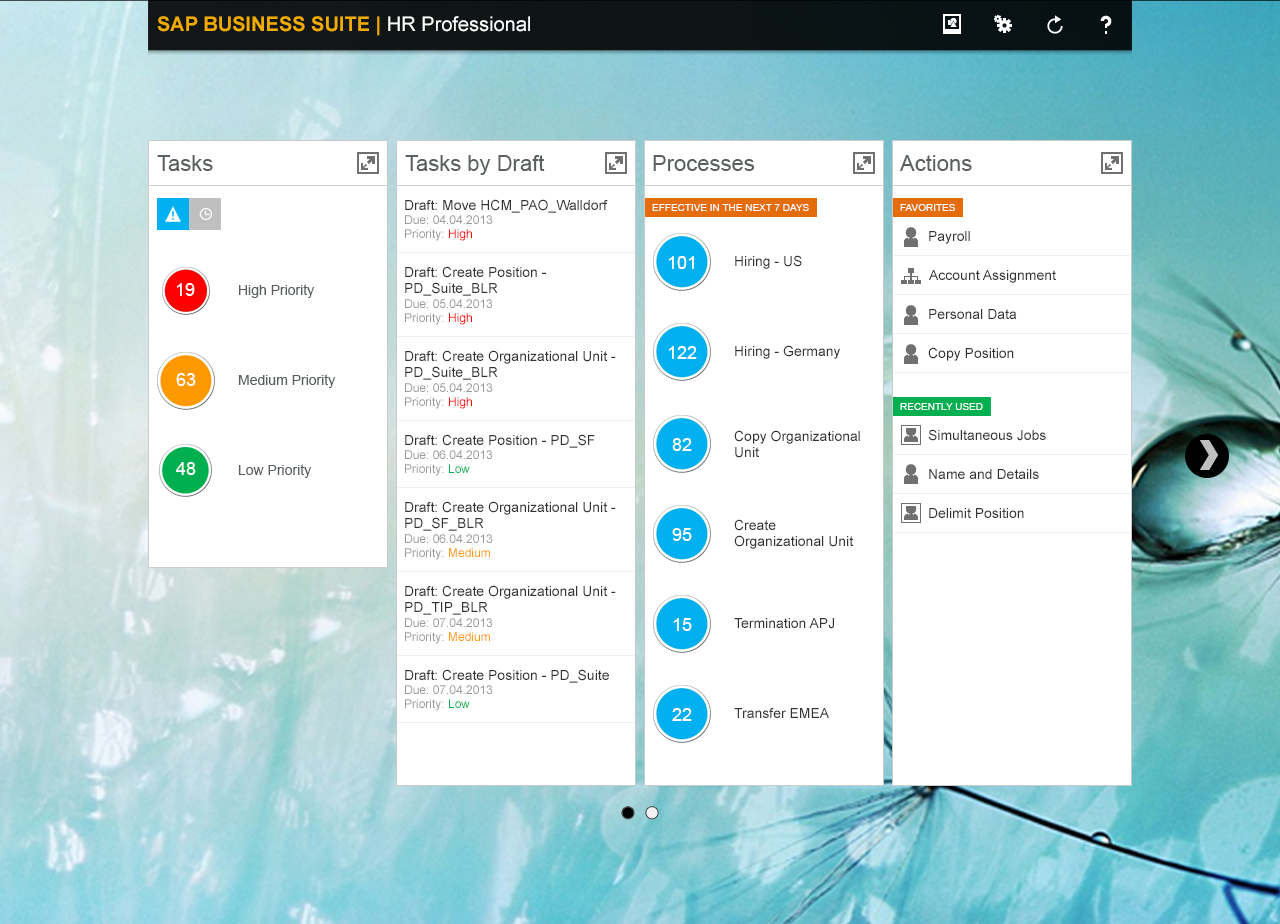 SAP BUSINESS SUITE | HR Professional
?
Tasks
19 High Priority
63 Medium Priority
48 Low Priority
Tasks by Draft
Draft: Move HCM_PAO_Walldorf
Due: 04.04.2013
Priority: High
Draft: Create Position -
PD_Suite_BLR
Due: 05.04.2013
Priority: High
Draft: Create Organizational Unit -
PD_Suite_BLR
Due: 05.04.2013
Priority: High
Draft: Create Position - PD_SF
Due: 06.04.2013
Priority: Low
Draft: Create Organizational Unit -
PD_SF_BLR
Due: 06.04.2013
Priority: Medium
Draft: Create Organizational Unit -
PD_TIP_BLR
Due: 07.04.2013
Priority: Medium
Draft: Create Position - PD_Suite
Due: 07.04.2013
Priority: Low
Processes
EFFECTIVE IN THE NEXT 7 DAYS
101 Hiring - US
122 Hiring - Germany
82 Copy Organizational
Unit
95 Create
Organizational Unit
15 Termination APJ
22 Transfer EMEA
Actions
FAVORITES
Payroll
Account Assignment
Personal Data
Copy Position
RECENTLY USED
Simultaneous Jobs
Name and Details
Delimit Position